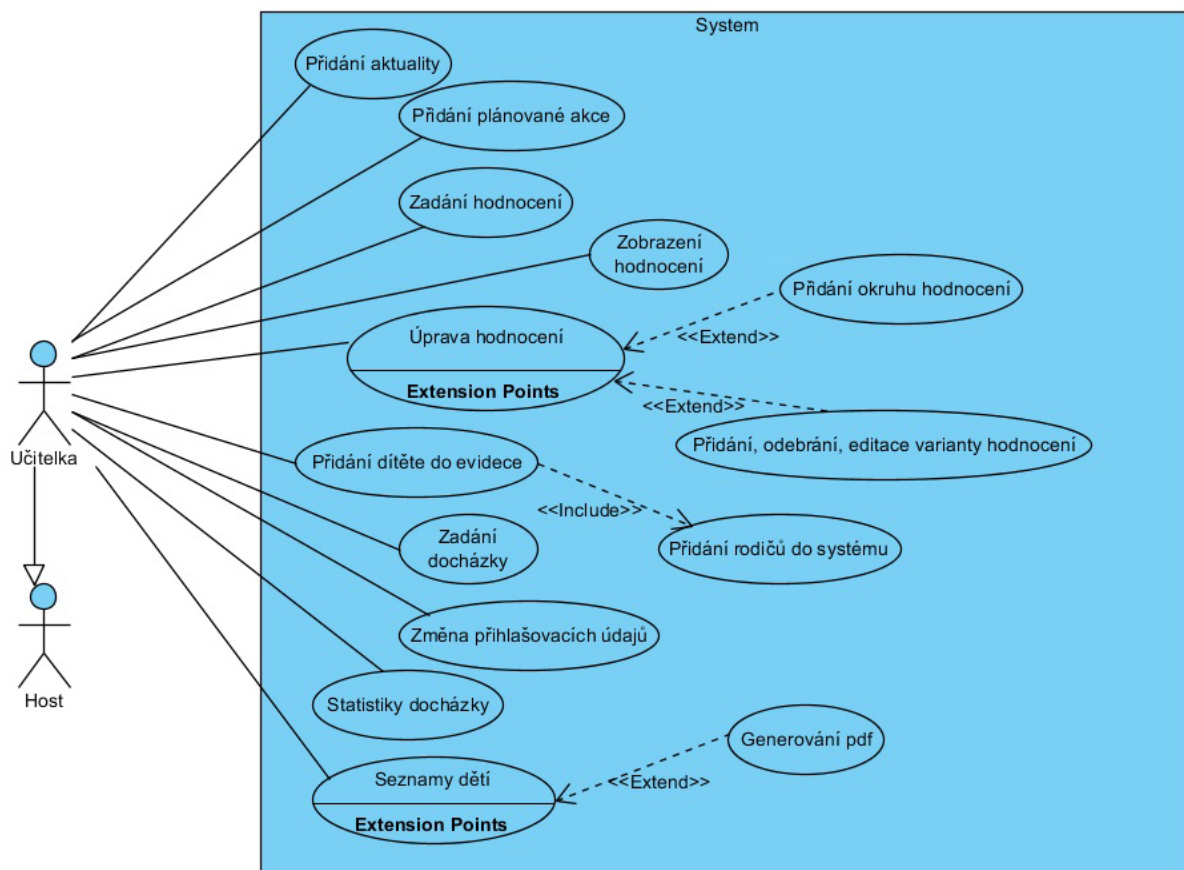 System
Přidání aktuality
Přidání plánované akce
Zadání hodnocení
Zobrazení
hodnocení
Přidání okruhu hodnocení
<<Extend>>
Úprava hodnocení
Extension Points
<<Extend>>
Přidání, odebrání, editace varianty hodnocení
Učitelka
Přidání dítěte do evidence
<<Include>>
Zadání
docházky
Přidání rodičů do systému
Změna přihlašovacích údajů
Host
Statistiky docházky
Generování pdf
Seznamy dětí
<<Extend>>
Extension Points